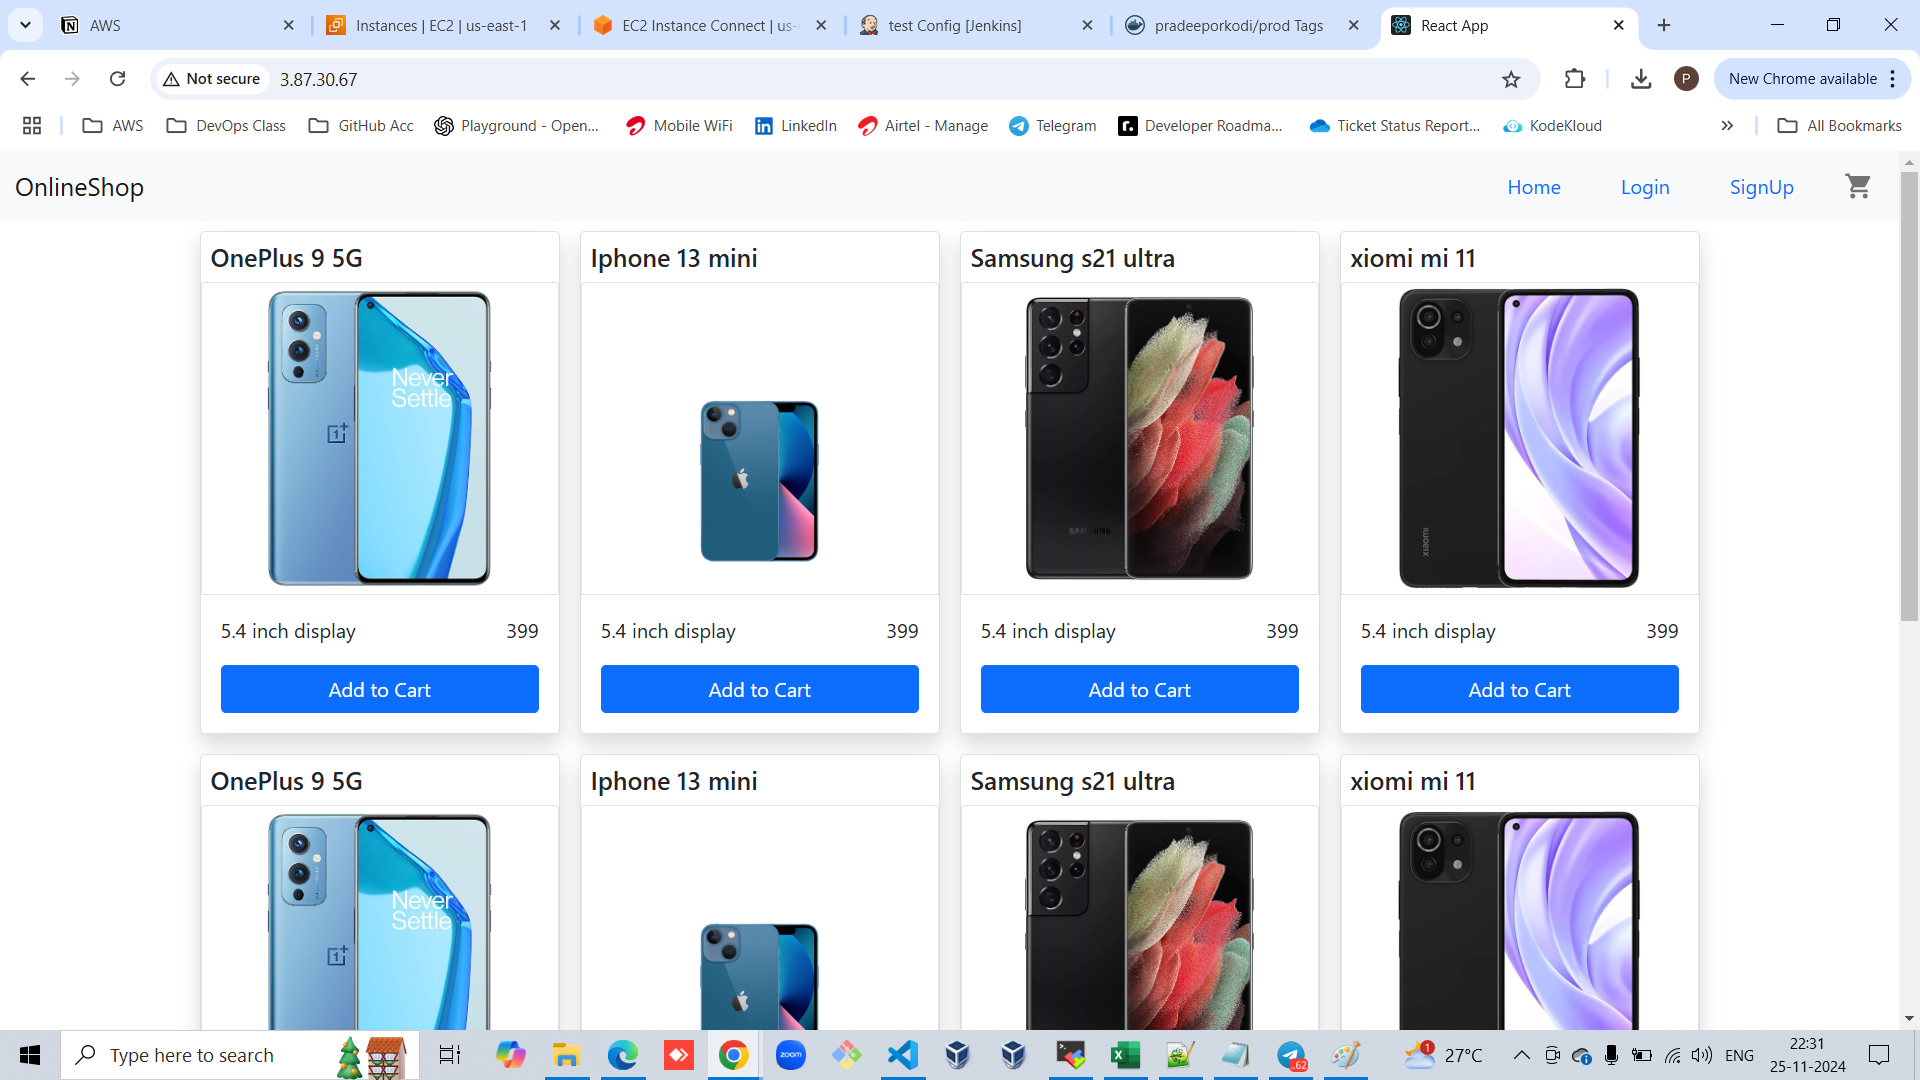 AWS
Instances | EC2 | us-east-1
EC2 Instance Connect | us-
test Config [Jenkins]
pradeeporkodi/prod Tags
React App
Not secure
3.87.30.67
P
New Chrome available
AWS
DevOps Class
GitHub Acc
Playground - Open...
Mobile WiFi
LinkedIn
Airtel - Manage
Telegram
Developer Roadma...
Ticket Status Report...
KodeKloud
All Bookmarks
OnlineShop
Home
Login
SignUp
OnePlus 9 5G
Iphone 13 mini
Samsung s21 ultra
xiomi mi 11
Never
Settle
SAMSUNG
xiaomi
5.4 inch display 399
5.4 inch display 399
5.4 inch display 399
5.4 inch display 399
Add to Cart
Add to Cart
Add to Cart
Add to Cart
OnePlus 9 5G
Iphone 13 mini
Samsung s21 ultra
xiomi mi 11
Never
Settle
Type here to search
zoom
62
1
27°C
ENG
22:31
25-11-2024